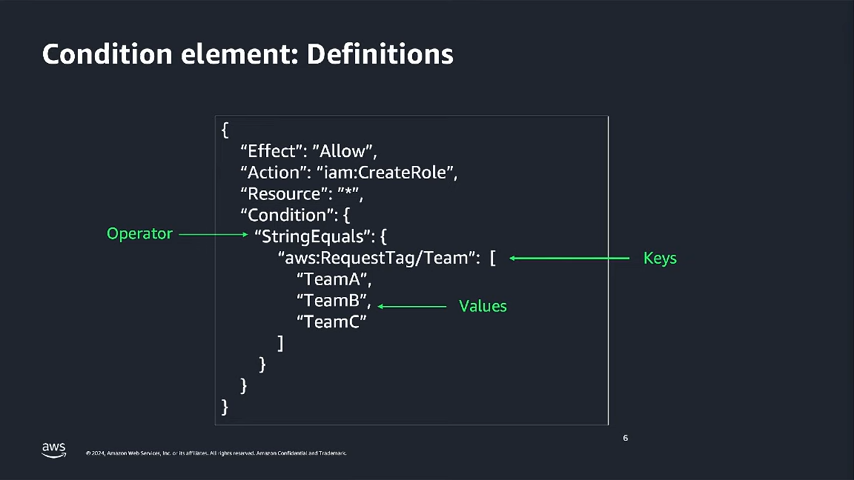 Condition element: Definitions
{
“Effect”: ”Allow”,
“Action”: “iam:CreateRole”,
“Resource”: ”*”,
“Condition”: {
Operator
“StringEquals”: {
“aws:RequestTag/Team”: [
Keys
“TeamA”,
“TeamB”,
Values
“TeamC”
]
}
}
}
6
aws
© 2024, Amazon Web Services, Inc. or its affiliates. All rights reserved. Amazon Confidential and Trademark.